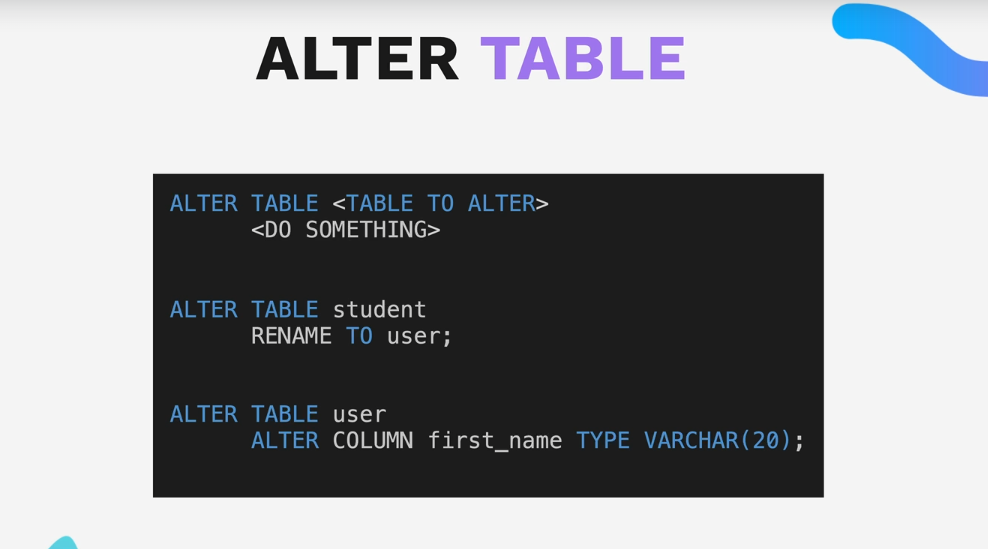 ALTER TABLE
ALTER TABLE <TABLE TO ALTER>
<DO SOMETHING>
ALTER TABLE student
RENAME TO user;
ALTER TABLE user
ALTER COLUMN first_name TYPE VARCHAR(20);